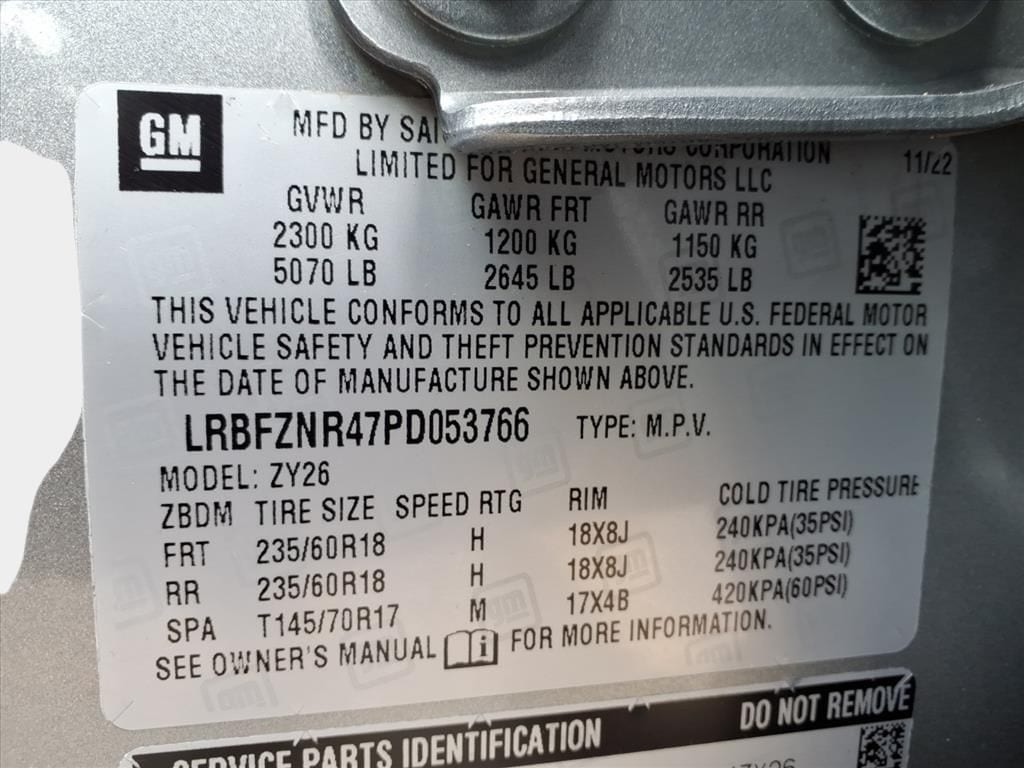 GM
MFD BY SAI
CORPORATION
LIMITED FOR GENERAL MOTORS LLC
11/22
GVWR GAWR FRT GAWR RR
2300 KG 1200 KG 1150 KG
5070 LB 2645 LB 2535 LB
THIS VEHICLE CONFORMS TO ALL APPLICABLE U.S. FEDERAL MOTOR
VEHICLE SAFETY AND THEFT PREVENTION STANDARDS IN EFFECT ON
THE DATE OF MANUFACTURE SHOWN ABOVE.
LRBFZNR47PD053766 TYPE: M.P.V.
MODEL: ZY26
ZBDM TIRE SIZE SPEED RTG RIM COLD TIRE PRESSURE
FRT 235/60R18 H 18X8J 240KPA(35PSI)
RR 235/60R18 H 18X8J 240KPA(35PSI)
SPA T145/70R17 M 17X4B 420KPA(60PSI)
SEE OWNER'S MANUAL FOR MORE INFORMATION.
SERVICE PARTS IDENTIFICATION DO NOT REMOVE